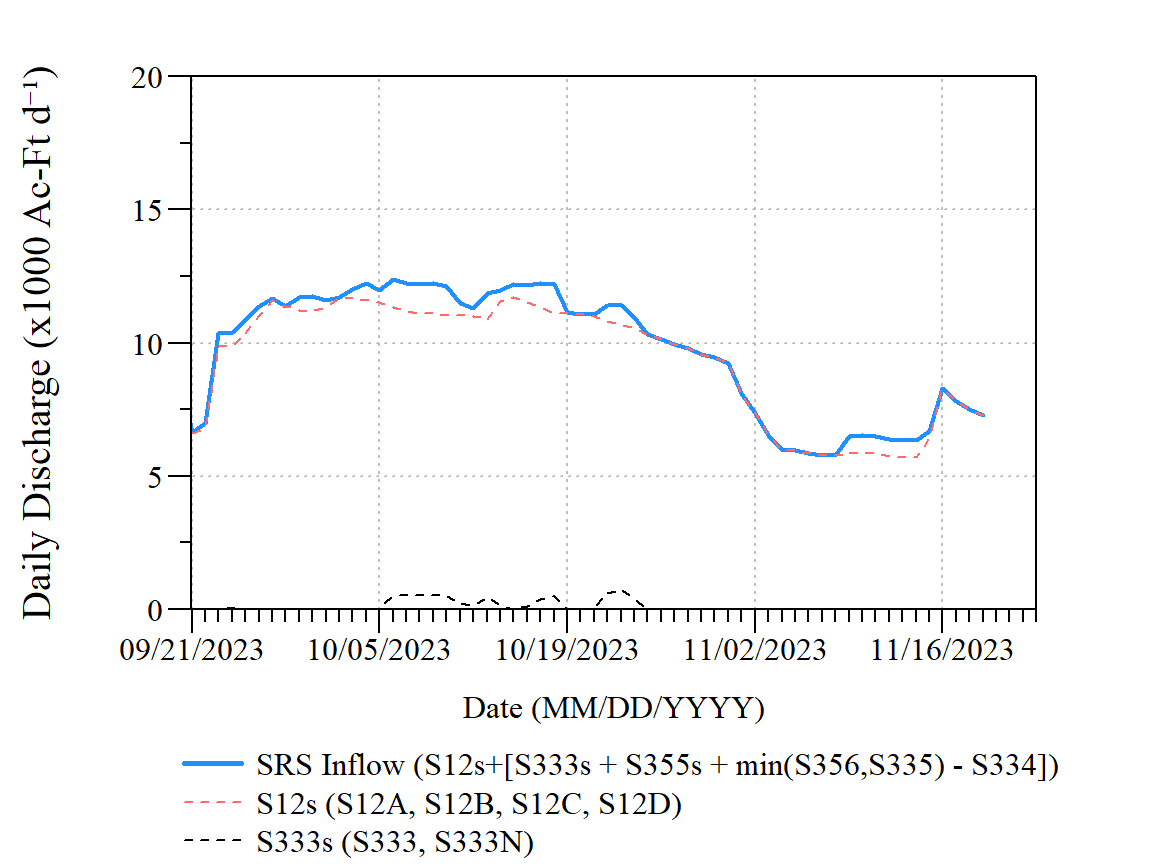 Daily Discharge (x1000 Ac-Ft d⁻¹)
20
15
10
5
0
09/21/2023 10/05/2023 10/19/2023 11/02/2023 11/16/2023
Date (MM/DD/YYYY)
SRS Inflow (S12s+[S333s + S355s + min(S356,S335) - S334])
S12s (S12A, S12B, S12C, S12D)
S333s (S333, S333N)